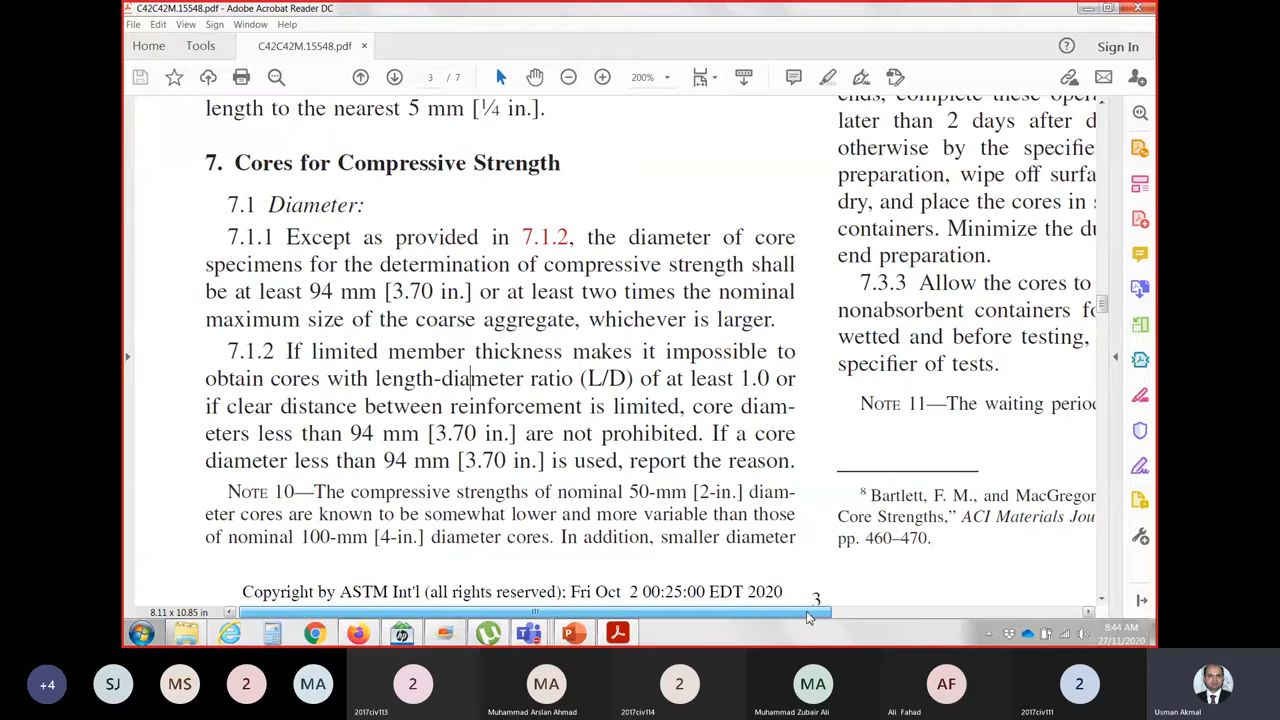 C42C42M.15548.pdf - Adobe Acrobat Reader DC
File Edit View Sign Window Help
Home Tools C42C42M.15548.pdf × Sign In
3 / 7 200%
length to the nearest 5 mm [¼ in.].
7. Cores for Compressive Strength
7.1 Diameter:
7.1.1 Except as provided in 7.1.2, the diameter of core
specimens for the determination of compressive strength shall
be at least 94 mm [3.70 in.] or at least two times the nominal
maximum size of the coarse aggregate, whichever is larger.
7.1.2 If limited member thickness makes it impossible to
obtain cores with length-diameter ratio (L/D) of at least 1.0 or
if clear distance between reinforcement is limited, core diam-
eters less than 94 mm [3.70 in.] are not prohibited. If a core
diameter less than 94 mm [3.70 in.] is used, report the reason.
NOTE 10—The compressive strengths of nominal 50-mm [2-in.] diam-
eter cores are known to be somewhat lower and more variable than those
of nominal 100-mm [4-in.] diameter cores. In addition, smaller diameter
Copyright by ASTM Int'l (all rights reserved); Fri Oct 2 00:25:00 EDT 2020
3
ends, complete these
later than 2 days after d
otherwise by the specifie
preparation, wipe off surfa
dry, and place the cores in
containers. Minimize the du
end preparation.
7.3.3 Allow the cores to
nonabsorbent containers fo
wetted and before testing,
specifier of tests.
NOTE 11—The waiting perio
8 Bartlett, F. M., and MacGregor
Core Strengths," ACI Materials Jou
pp. 460–470.
8.11 x 10.85 in
8:44 AM
27/11/2020
+4 SJ MS 2 MA 2 MA 2 MA AF 2
2017civ113 Muhammad Arslan Ahmad 2017civ114 Muhammad Zubair Ali Ali Fahad 2017civ111 Usman Akmal